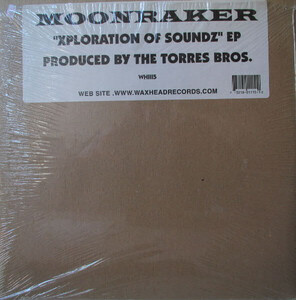 MOONRAKER
"XPLORATION OF SOUNDZ" EP
PRODUCED BY THE TORRES BROS.
WEB SITE .WWW.WAXHEADRECORDS.COM